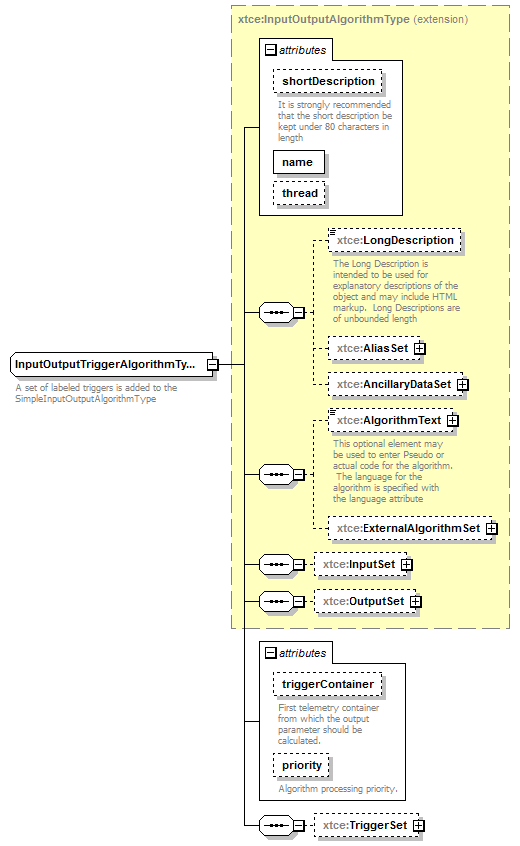 xtce:InputOutputAlgorithmType (extension)
attributes
shortDescription
It is strongly recommended
that the short description be
kept under 80 characters in
length
name
thread
xtce:LongDescription
The Long Description is
intended to be used for
explanatory descriptions of the
object and may include HTML
markup. Long Descriptions are
of unbounded length
xtce:AliasSet
InputOutputTriggerAlgorithmTy...
A set of labeled triggers is added to the
SimpleInputOutputAlgorithmType
xtce:AncillaryDataSet
xtce:AlgorithmText
This optional element may
be used to enter Pseudo or
actual code for the algorithm.
The language for the
algorithm is specified with
the language attribute
xtce:ExternalAlgorithmSet
xtce:InputSet
xtce:OutputSet
attributes
triggerContainer
First telemetry container
from which the output
parameter should be
calculated.
priority
Algorithm processing priority.
xtce:TriggerSet